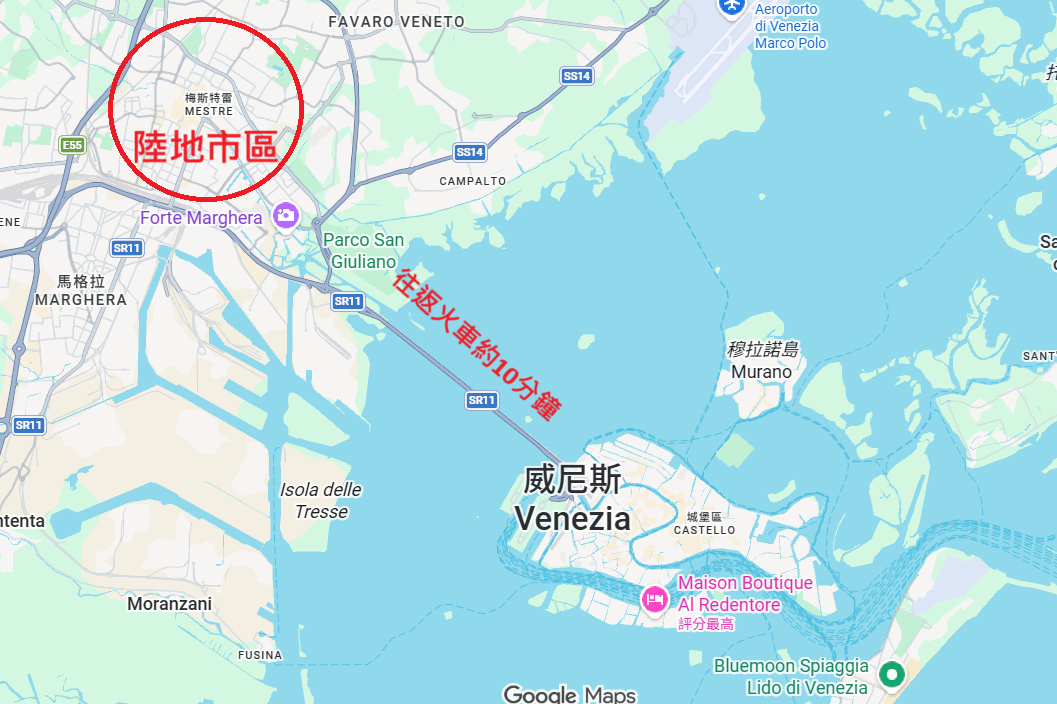 FAVARO VENETO
Aeroporto
di Venezia
Marco Polo
SS14
梅斯特雷
MESTRE
陸地市區
E55
SS14
CAMPALTO
Forte Marghera
ENE
SR11
Parco San
Giuliano
馬格拉
MARGHERA
SR11
往返火車約10分鐘
穆拉諾島
Murano
SANT'
SR11
SR11
威尼斯
Venezia
Isola delle
Tresse
城堡區
CASTELLO
ntenta
Maison Boutique
Al Redentore
評分最高
Moranzani
FUSINA
Bluemoon Spiaggia
Lido di Venezia
Google Maps